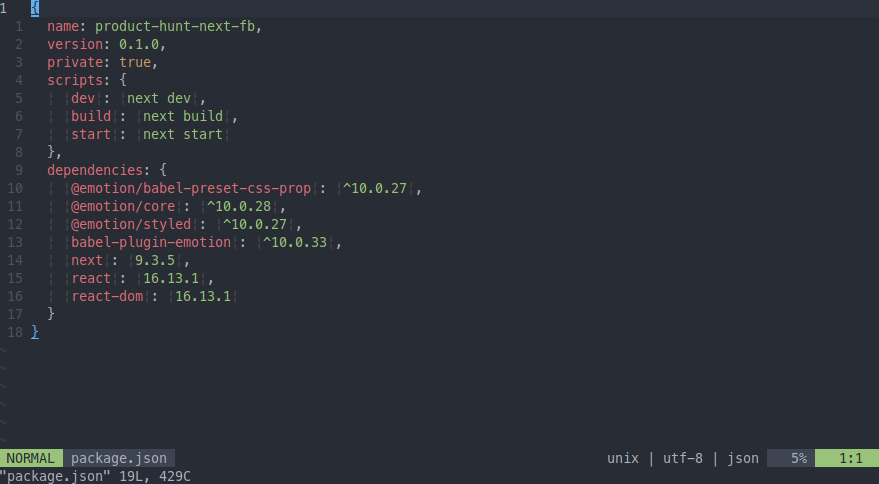 1 {
1 name: product-hunt-next-fb,
2 version: 0.1.0,
3 private: true,
4 scripts: {
5 ¦ ¦dev¦: ¦next dev¦,
6 ¦ ¦build¦: ¦next build¦,
7 ¦ ¦start¦: ¦next start¦
8 },
9 dependencies: {
10 ¦ ¦@emotion/babel-preset-css-prop¦: ¦^10.0.27¦,
11 ¦ ¦@emotion/core¦: ¦^10.0.28¦,
12 ¦ ¦@emotion/styled¦: ¦^10.0.27¦,
13 ¦ ¦babel-plugin-emotion¦: ¦^10.0.33¦,
14 ¦ ¦next¦: ¦9.3.5¦,
15 ¦ ¦react¦: ¦16.13.1¦,
16 ¦ ¦react-dom¦: ¦16.13.1¦
17 }
18 }
~
~
~
~
~
~
NORMAL package.json unix | utf-8 | json 5% 1:1
"package.json" 19L, 429C